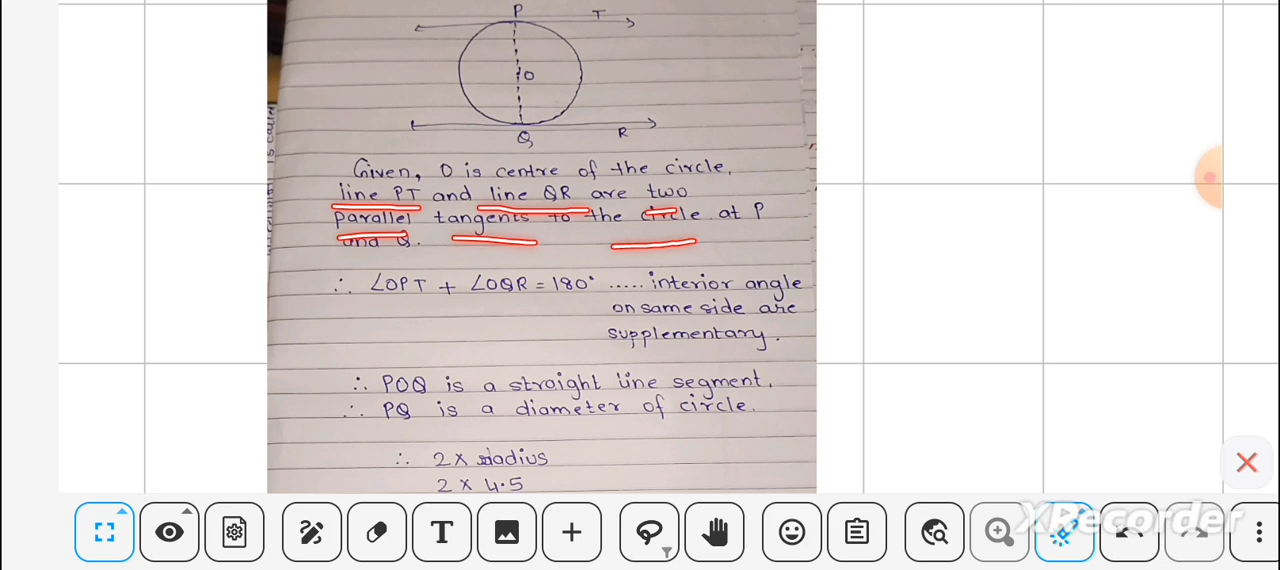 P
T
O
Q
R
Given, O is centre of the circle.
line PT and line QR are two
parallel tangents to the circle at P
and Q.
∴ ∠OPT + ∠OQR = 180° ..... interior angle
on same side are
supplementary.
∴ POQ is a straight line segment.
∴ PQ is a diameter of circle.
∴ 2 x radius
2 x 4.5
XRecorder
T